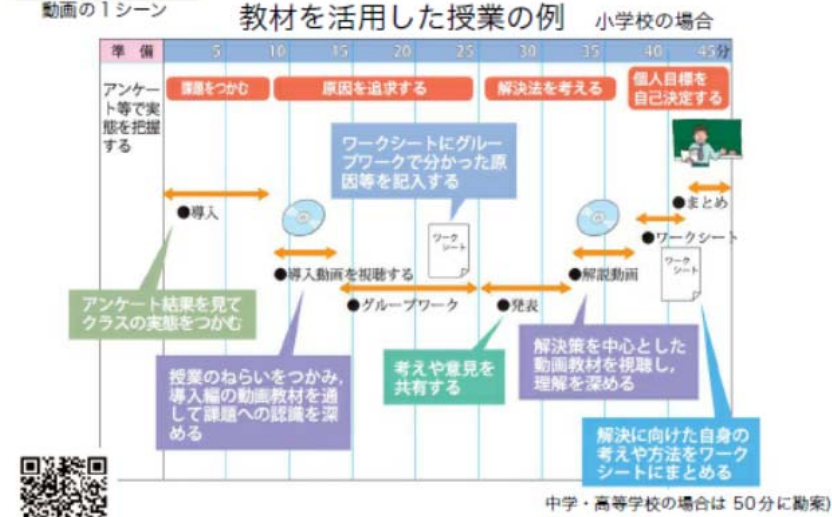 動画の1シーン
教材を活用した授業の例 小学校の場合
準 備 5 10 15 20 25 30 35 40 45分
アンケー
ト等で実
態を把握
する
課題をつかむ
原因を追求する
解決法を考える
個人目標を
自己決定する
ワークシートにグルー
プワークで分かった原
因等を記入する
●導入
●まとめ
●ワークシート
ワーク
シート
ワーク
シート
●導入動画を視聴する
●解説動画
●グループワーク
●発表
アンケート結果を見て
クラスの実態をつかむ
授業のねらいをつかみ,
導入編の動画教材を通
して課題への認識を深
める
考えや意見を
共有する
解決策を中心とした
動画教材を視聴し,
理解を深める
解決に向けた自身の
考えや方法をワーク
シートにまとめる
中学・高等学校の場合は 50分に勘案)